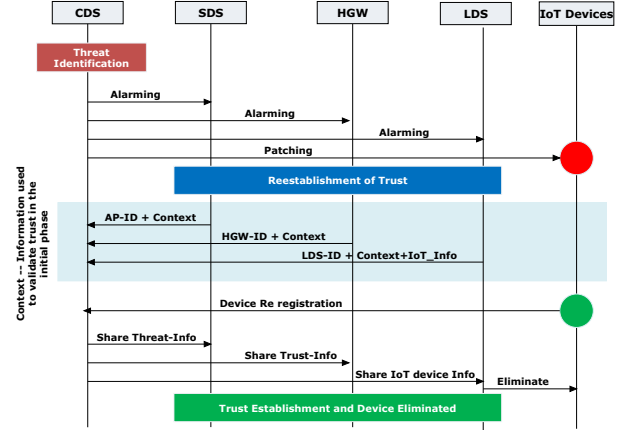 CDS
SDS
HGW
LDS
IoT Devices
Threat
Identification
Alarming
Alarming
Alarming
Patching
Reestablishment of Trust
Context -- Information used
to validate trust in the
initial phase
AP-ID + Context
HGW-ID + Context
LDS-ID + Context+IoT_Info
Device Re registration
Share Threat-Info
Share Trust-Info
Share IoT device Info
Eliminate
Trust Establishment and Device Eliminated